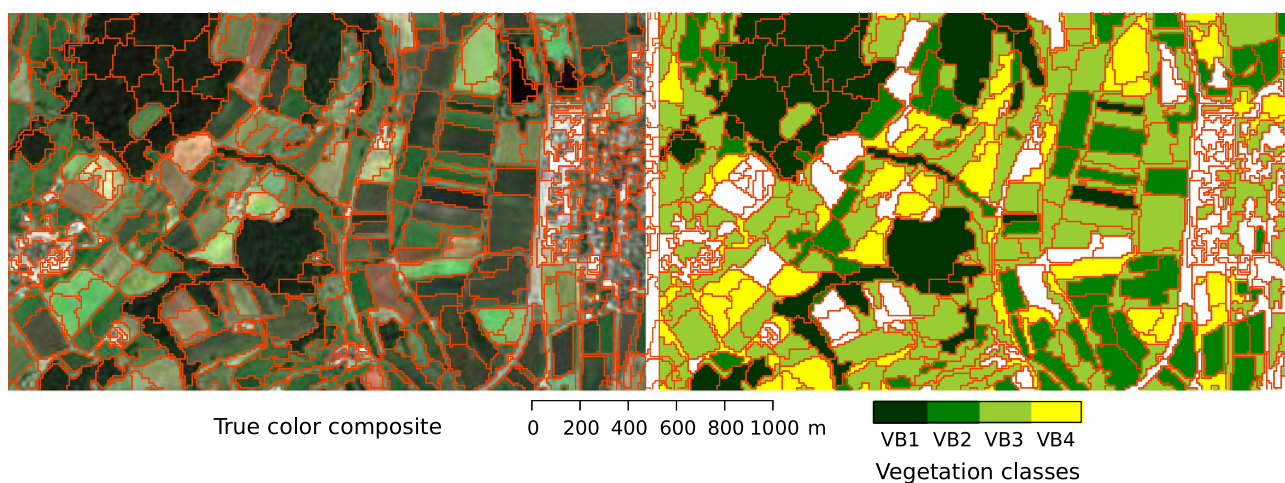 True color composite
0 200 400 600 800 1000 m
VB1 VB2 VB3 VB4
Vegetation classes